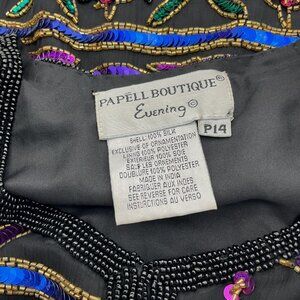 PAPELL BOUTIQUE©
Evening©
P14
SHELL:100% SILK
EXCLUSIVE OF ORNAMENTATION
LINING:100% POLYESTER
EXTERIEUR:100% SOIE
SAUF LES ORNEMENTS
DOUBLURE:100% POLYESTER
MADE IN INDIA
FABRIQUER AUX INDES
SEE REVERSE FOR CARE
INSTRUCTIONS AU VERSO